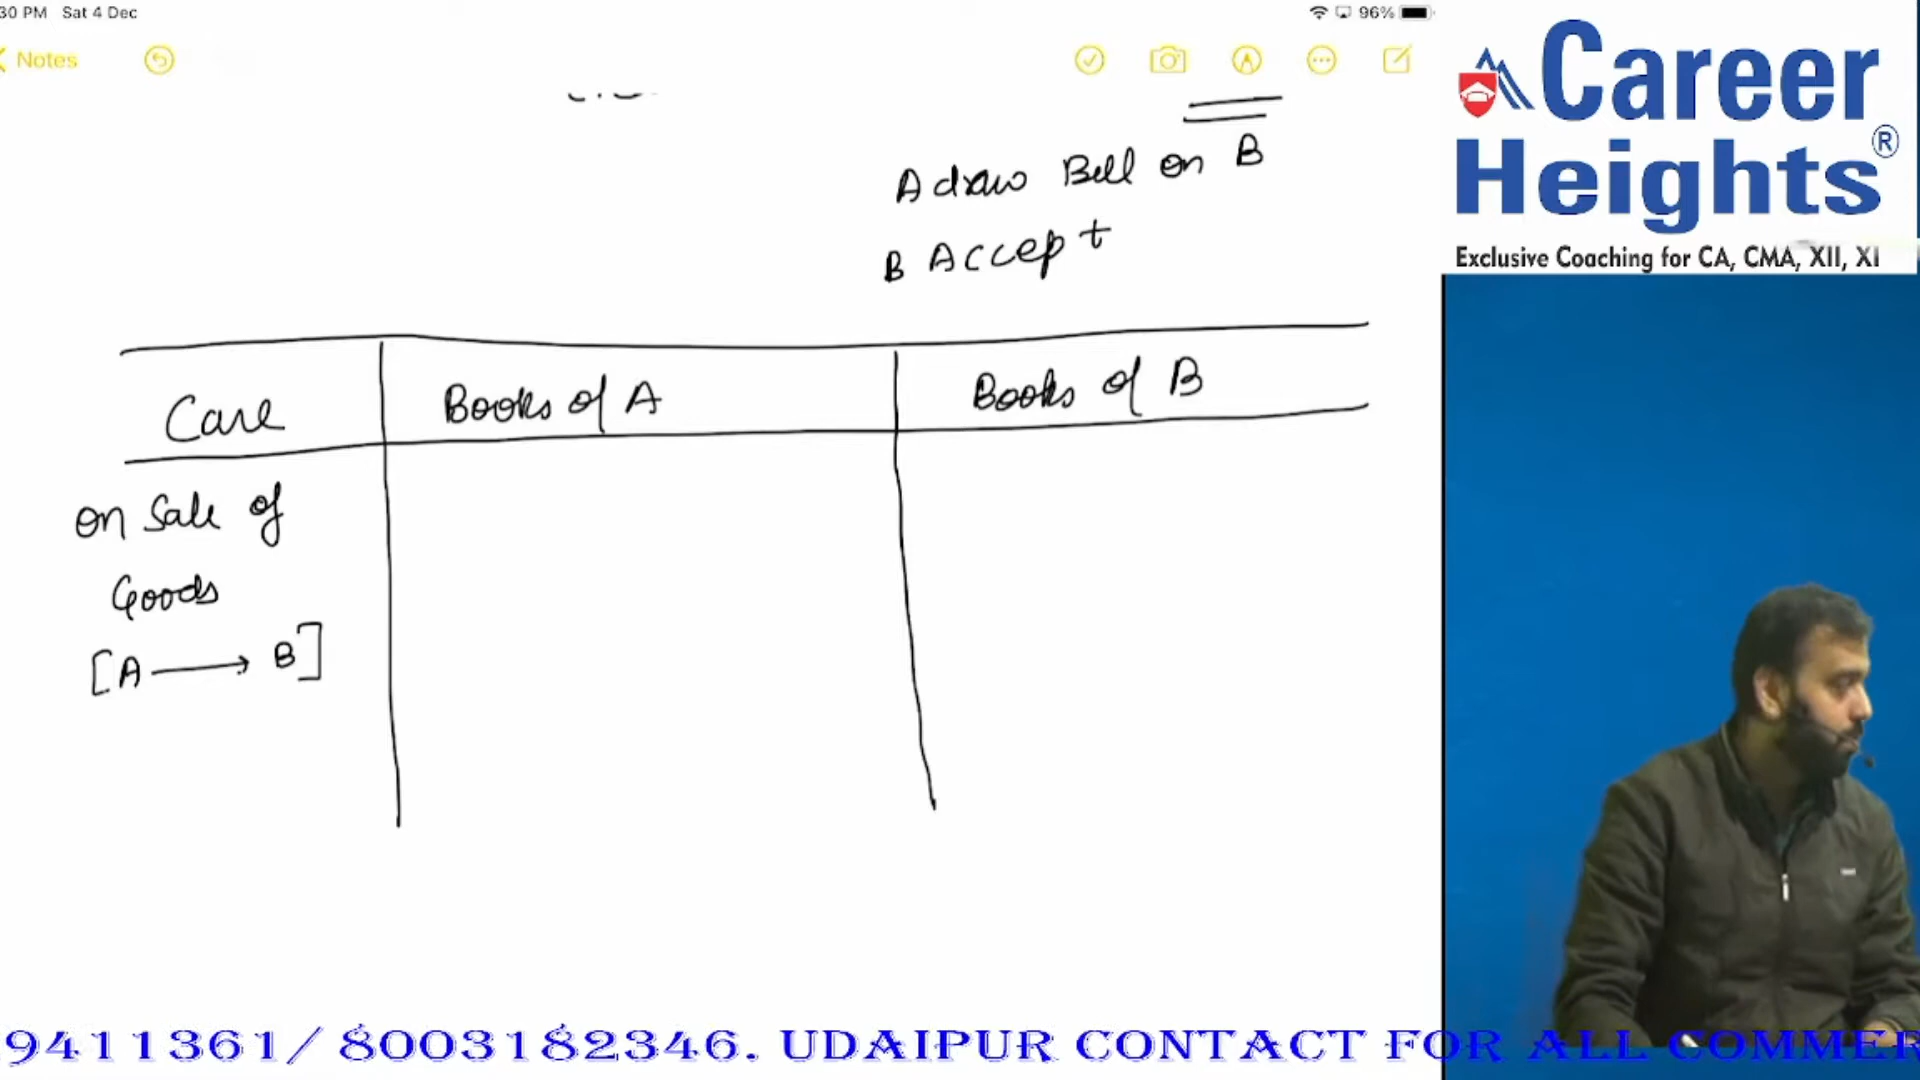 30 PM Sat 4 Dec
96%
Notes
A draw Bill on B
B Accept
Case
Books of A
Books of B
on Sale of
Goods
[A → B]
Career
Heights®
Exclusive Coaching for CA, CMA, XII, XI
9411361/ 8003182346. UDAIPUR CONTACT FOR ALL COMMER